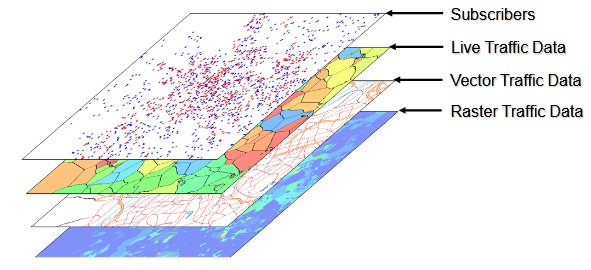 Subscribers
Live Traffic Data
Vector Traffic Data
Raster Traffic Data